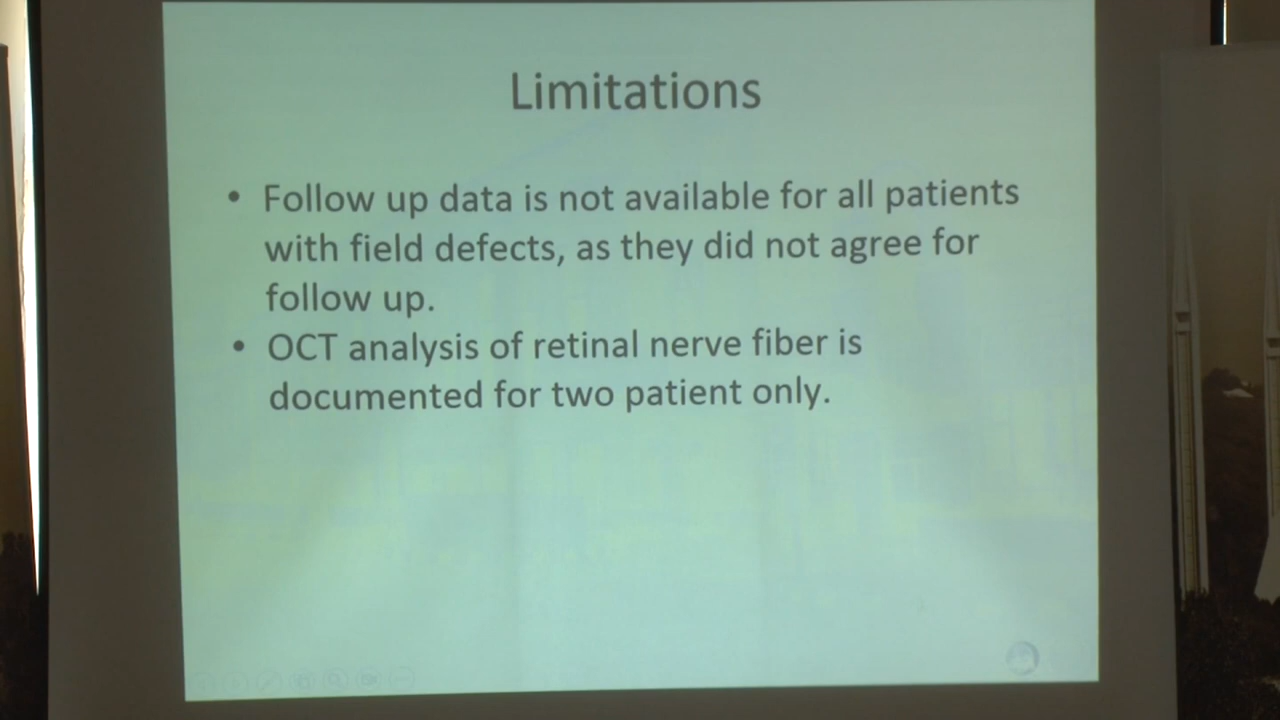 Limitations
• Follow up data is not available for all patients
with field defects, as they did not agree for
follow up.
• OCT analysis of retinal nerve fiber is
documented for two patient only.